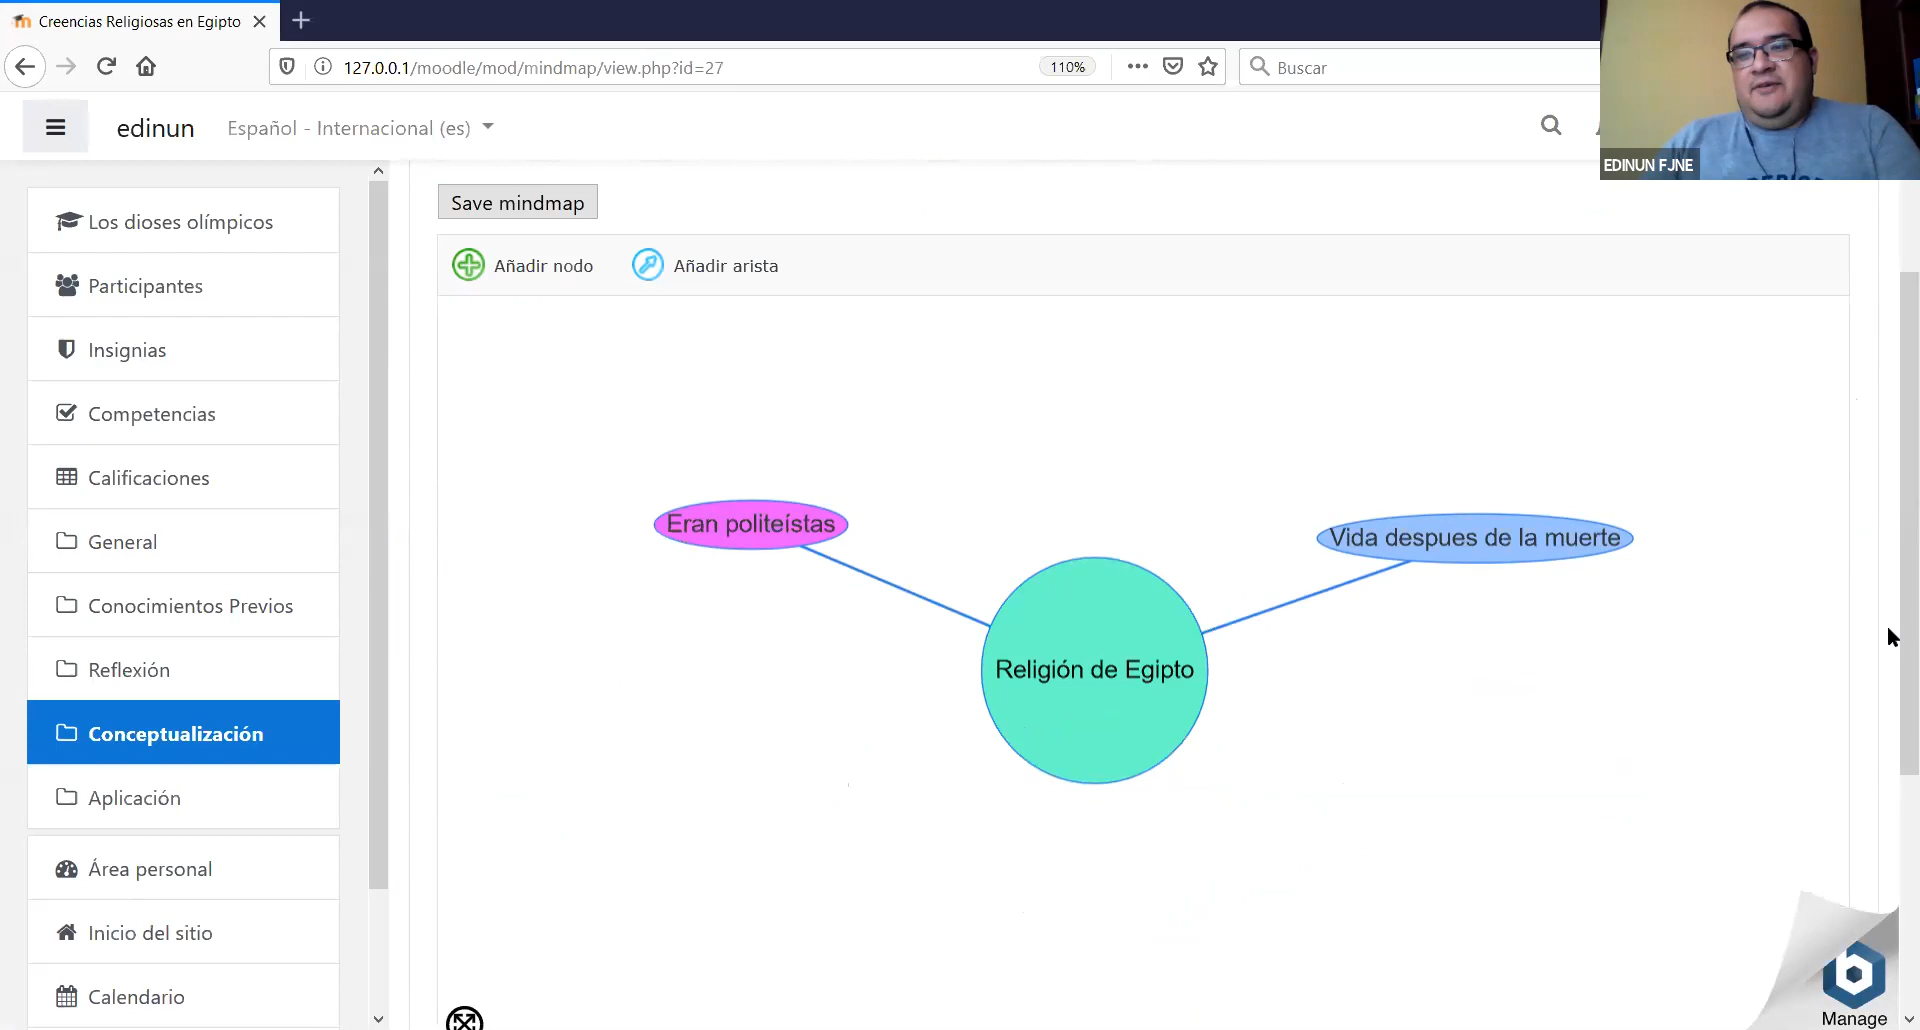 Creencias Religiosas en Egipto
127.0.0.1/moodle/mod/mindmap/view.php?id=27
110%
Buscar
edinun
Español - Internacional (es)
EDINUN FJNE
Los dioses olímpicos
Participantes
Insignias
Competencias
Calificaciones
General
Conocimientos Previos
Reflexión
Conceptualización
Aplicación
Área personal
Inicio del sitio
Calendario
Save mindmap
Añadir nodo
Añadir arista
Eran politeístas
Vida despues de la muerte
Religión de Egipto
Manage